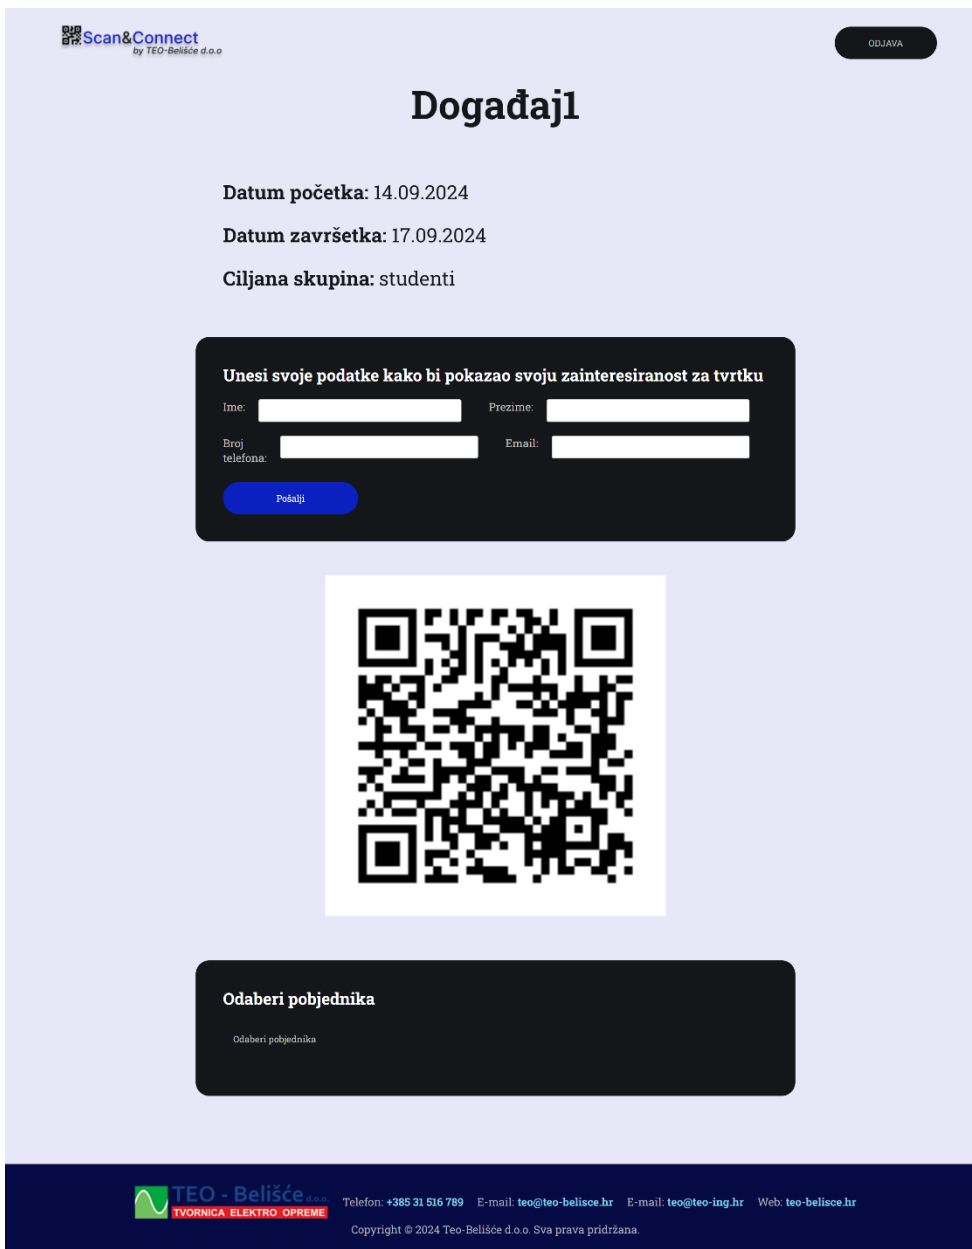 Scan&Connect
by TEO-Belišće d.o.o
ODJAVA
Događaj1
Datum početka: 14.09.2024
Datum završetka: 17.09.2024
Ciljana skupina: studenti
Unesi svoje podatke kako bi pokazao svoju zainteresiranost za tvrtku
Ime:
Prezime:
Broj
telefona:
Email:
Pošalji
Odaberi pobjednika
Odaberi pobjednika
TEO - Belišće d.o.o.
TVORNICA ELEKTRO OPREME
Telefon: +385 31 516 789 E-mail: teo@teo-belisce.hr E-mail: teo@teo-ing.hr Web: teo-belisce.hr
Copyright © 2024 Teo-Belišće d.o.o. Sva prava pridržana.